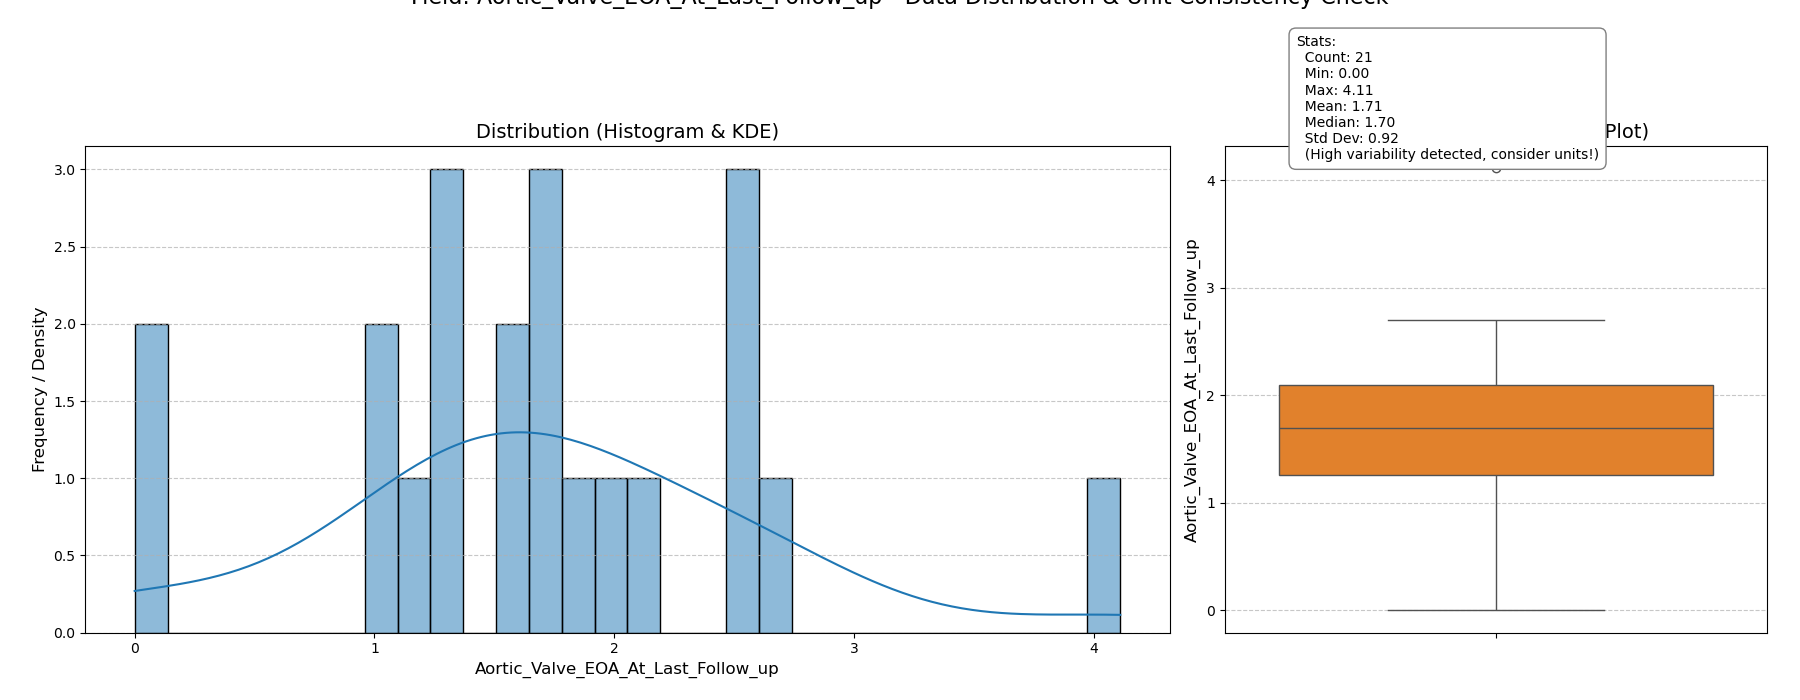 Field: Aortic_Valve_EOA_At_Last_Follow_up - Data Distribution & Unit Consistency Check
Stats:
Count: 21
Min: 0.00
Max: 4.11
Mean: 1.71
Median: 1.70
Std Dev: 0.92
(High variability detected, consider units!)
Distribution (Histogram & KDE)
Plot)
Frequency / Density
3.0
2.5
2.0
1.5
1.0
0.5
0.0
0
1
2
3
4
Aortic_Valve_EOA_At_Last_Follow_up
Aortic_Valve_EOA_At_Last_Follow_up
4
3
2
1
0